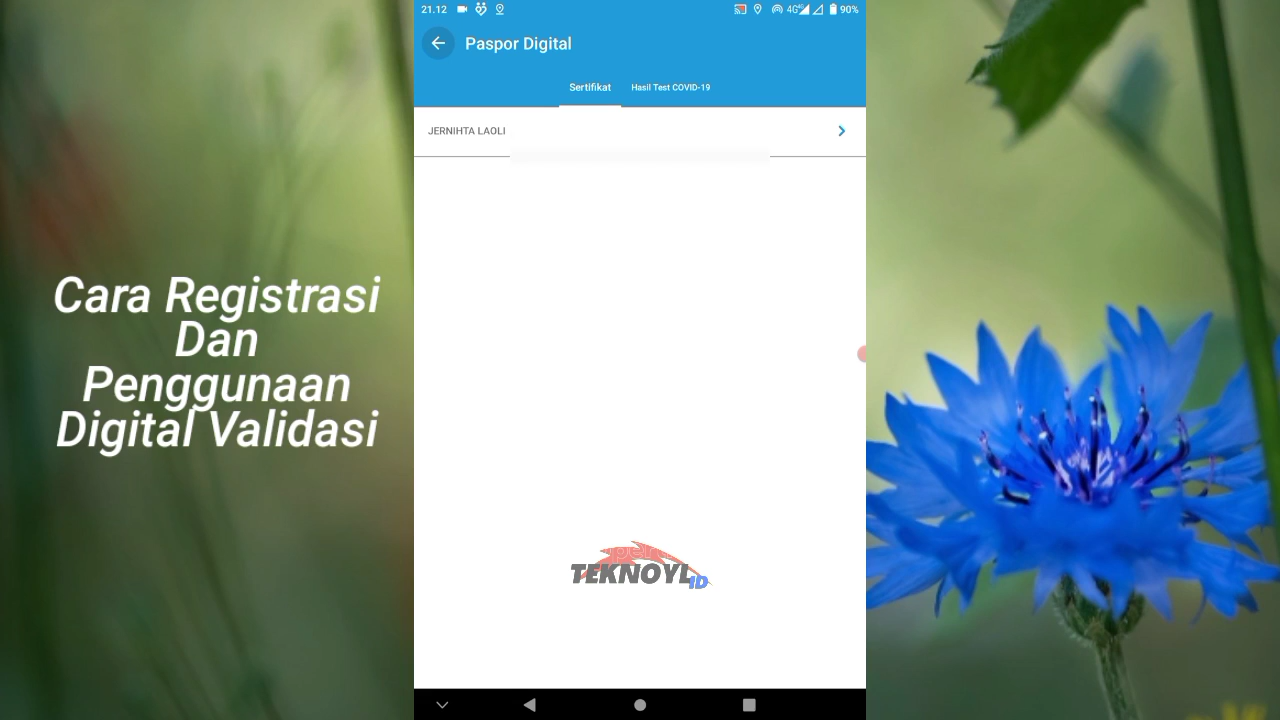 21.12
4G 90%
Paspor Digital
Sertifikat Hasil Test COVID-19
JERNIHTA LAOLI
Cara Registrasi
Dan
Penggunaan
Digital Validasi
TEKNOYL
ID